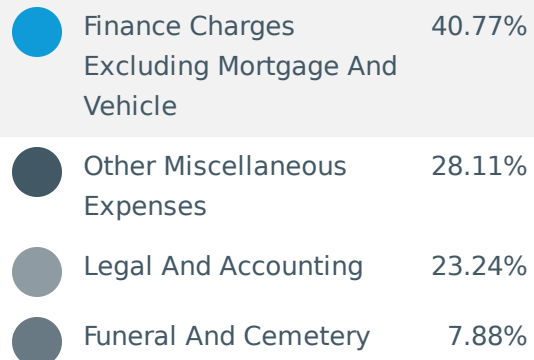 Finance Charges 40.77%
Excluding Mortgage And
Vehicle
Other Miscellaneous 28.11%
Expenses
Legal And Accounting 23.24%
Funeral And Cemetery 7.88%